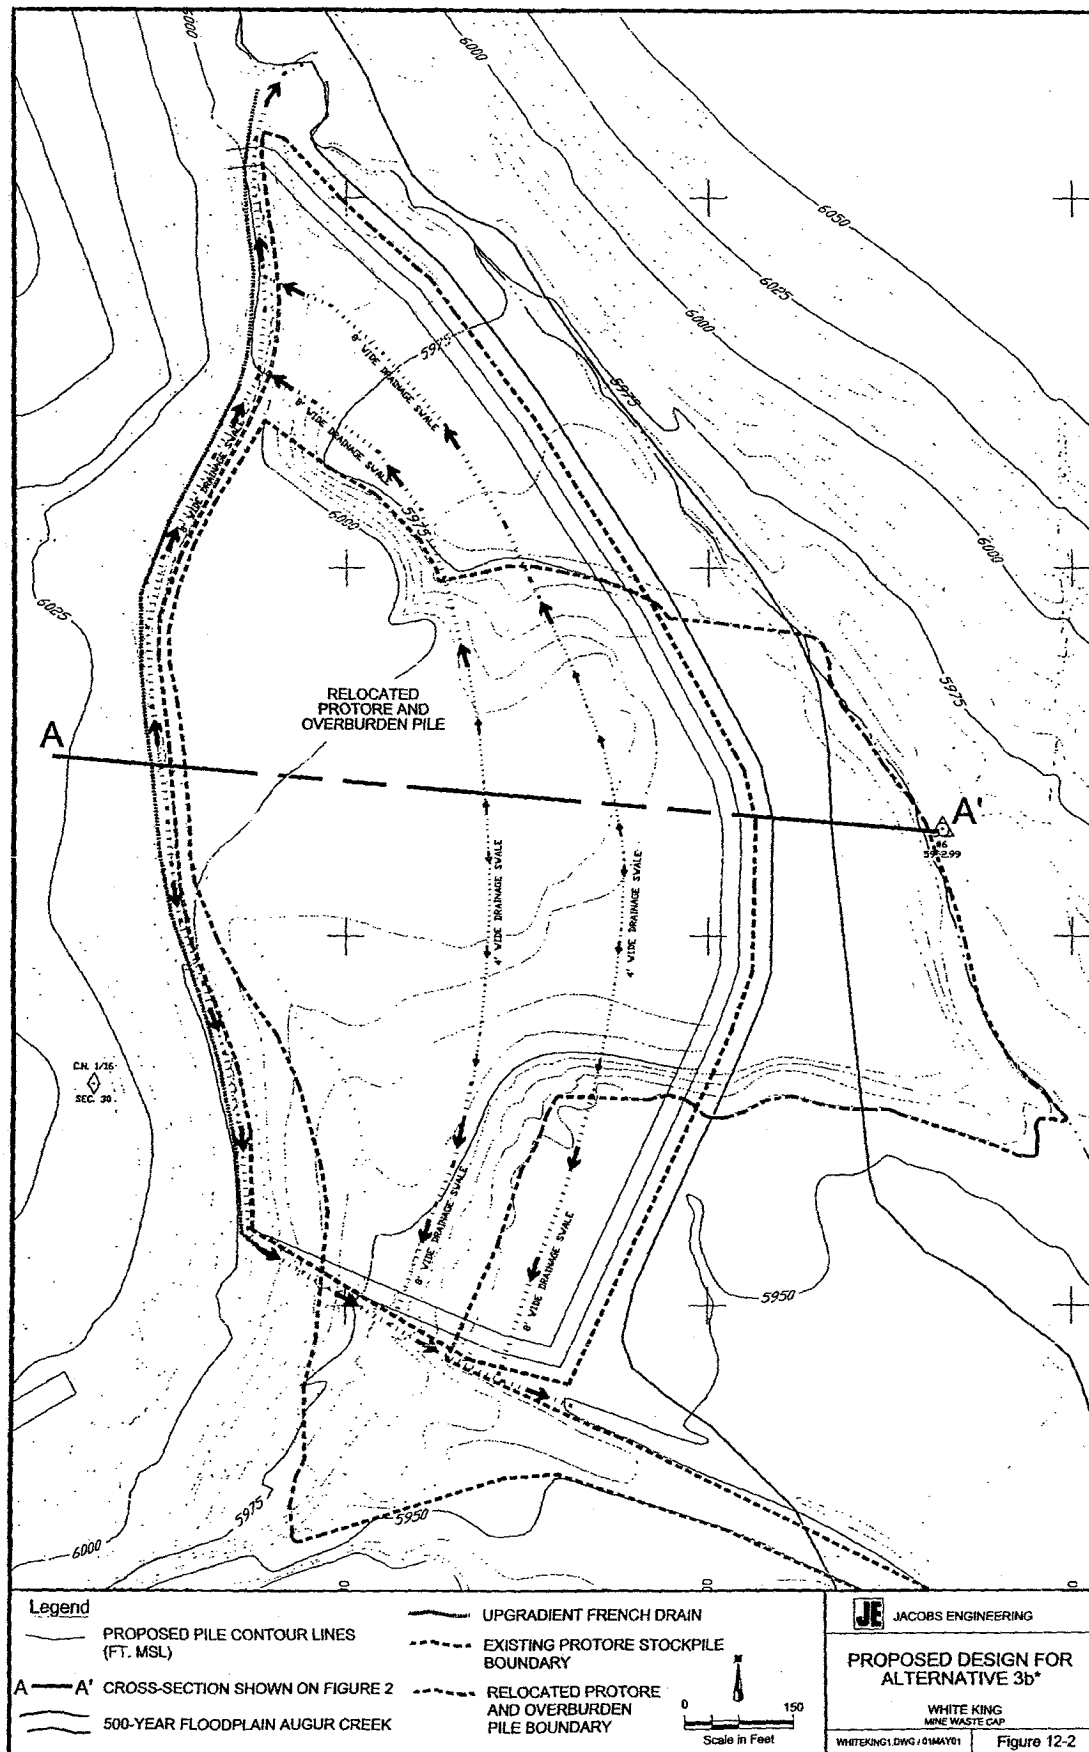 6000
6000
6050
6025
6000
5975
5975
8' WIDE DRAINAGE SWALE
8' WIDE DRAINAGE SWALE
8' WIDE DRAINAGE SWALE
5975
6000
6000
6025
5975
RELOCATED
PROTORE AND
OVERBURDEN PILE
A
A'
#6
4' WIDE DRAINAGE SWALE
4' WIDE DRAINAGE SWALE
C.N. 1/16
SEC. 30
8' WIDE DRAINAGE SWALE
8' WIDE DRAINAGE SWALE
5950
5975
5950
6000
Legend
PROPOSED PILE CONTOUR LINES
(FT. MSL)
A A' CROSS-SECTION SHOWN ON FIGURE 2
500-YEAR FLOODPLAIN AUGUR CREEK
UPGRADIENT FRENCH DRAIN
EXISTING PROTORE STOCKPILE
BOUNDARY
RELOCATED PROTORE
AND OVERBURDEN
PILE BOUNDARY
N
0 150
Scale in Feet
JE JACOBS ENGINEERING
PROPOSED DESIGN FOR
ALTERNATIVE 3b*
WHITE KING
MINE WASTE CAP
WHITEKING1.DWG / 01MAY01
Figure 12-2